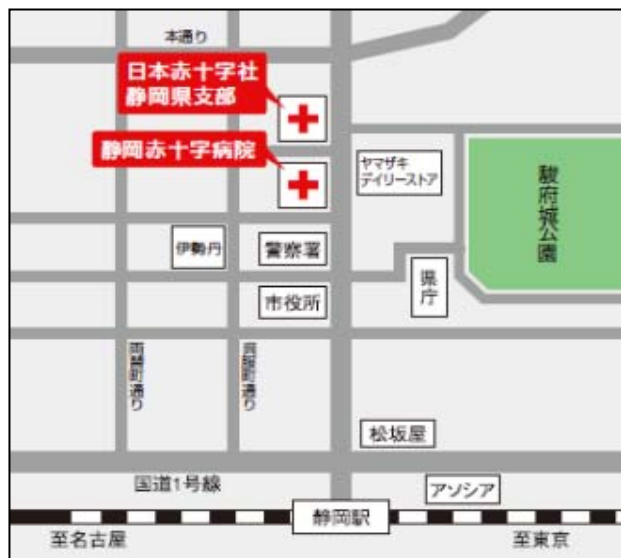 本通り
日本赤十字社
静岡県支部
静岡赤十字病院
ヤマザキ
デイリーストア
駿府城公園
伊勢丹
警察署
県庁
市役所
両替町通り
呉服町通り
松坂屋
国道1号線
アソシア
静岡駅
至名古屋
至東京